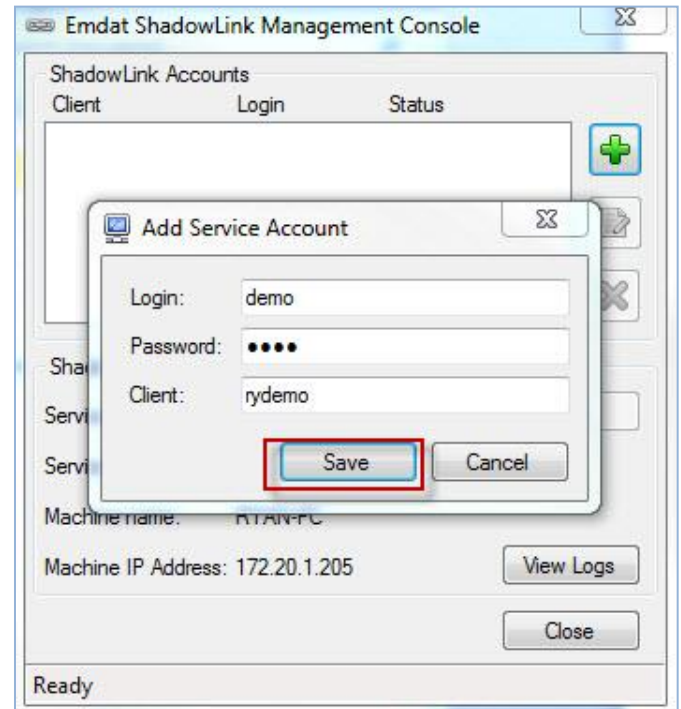 Emdat ShadowLink Management Console
ShadowLink Accounts
Client Login Status
Add Service Account
Login: demo
Password: ••••
Client: rydemo
Save Cancel
Machine name: RYAN-PC
Machine IP Address: 172.20.1.205 View Logs
Close
Ready